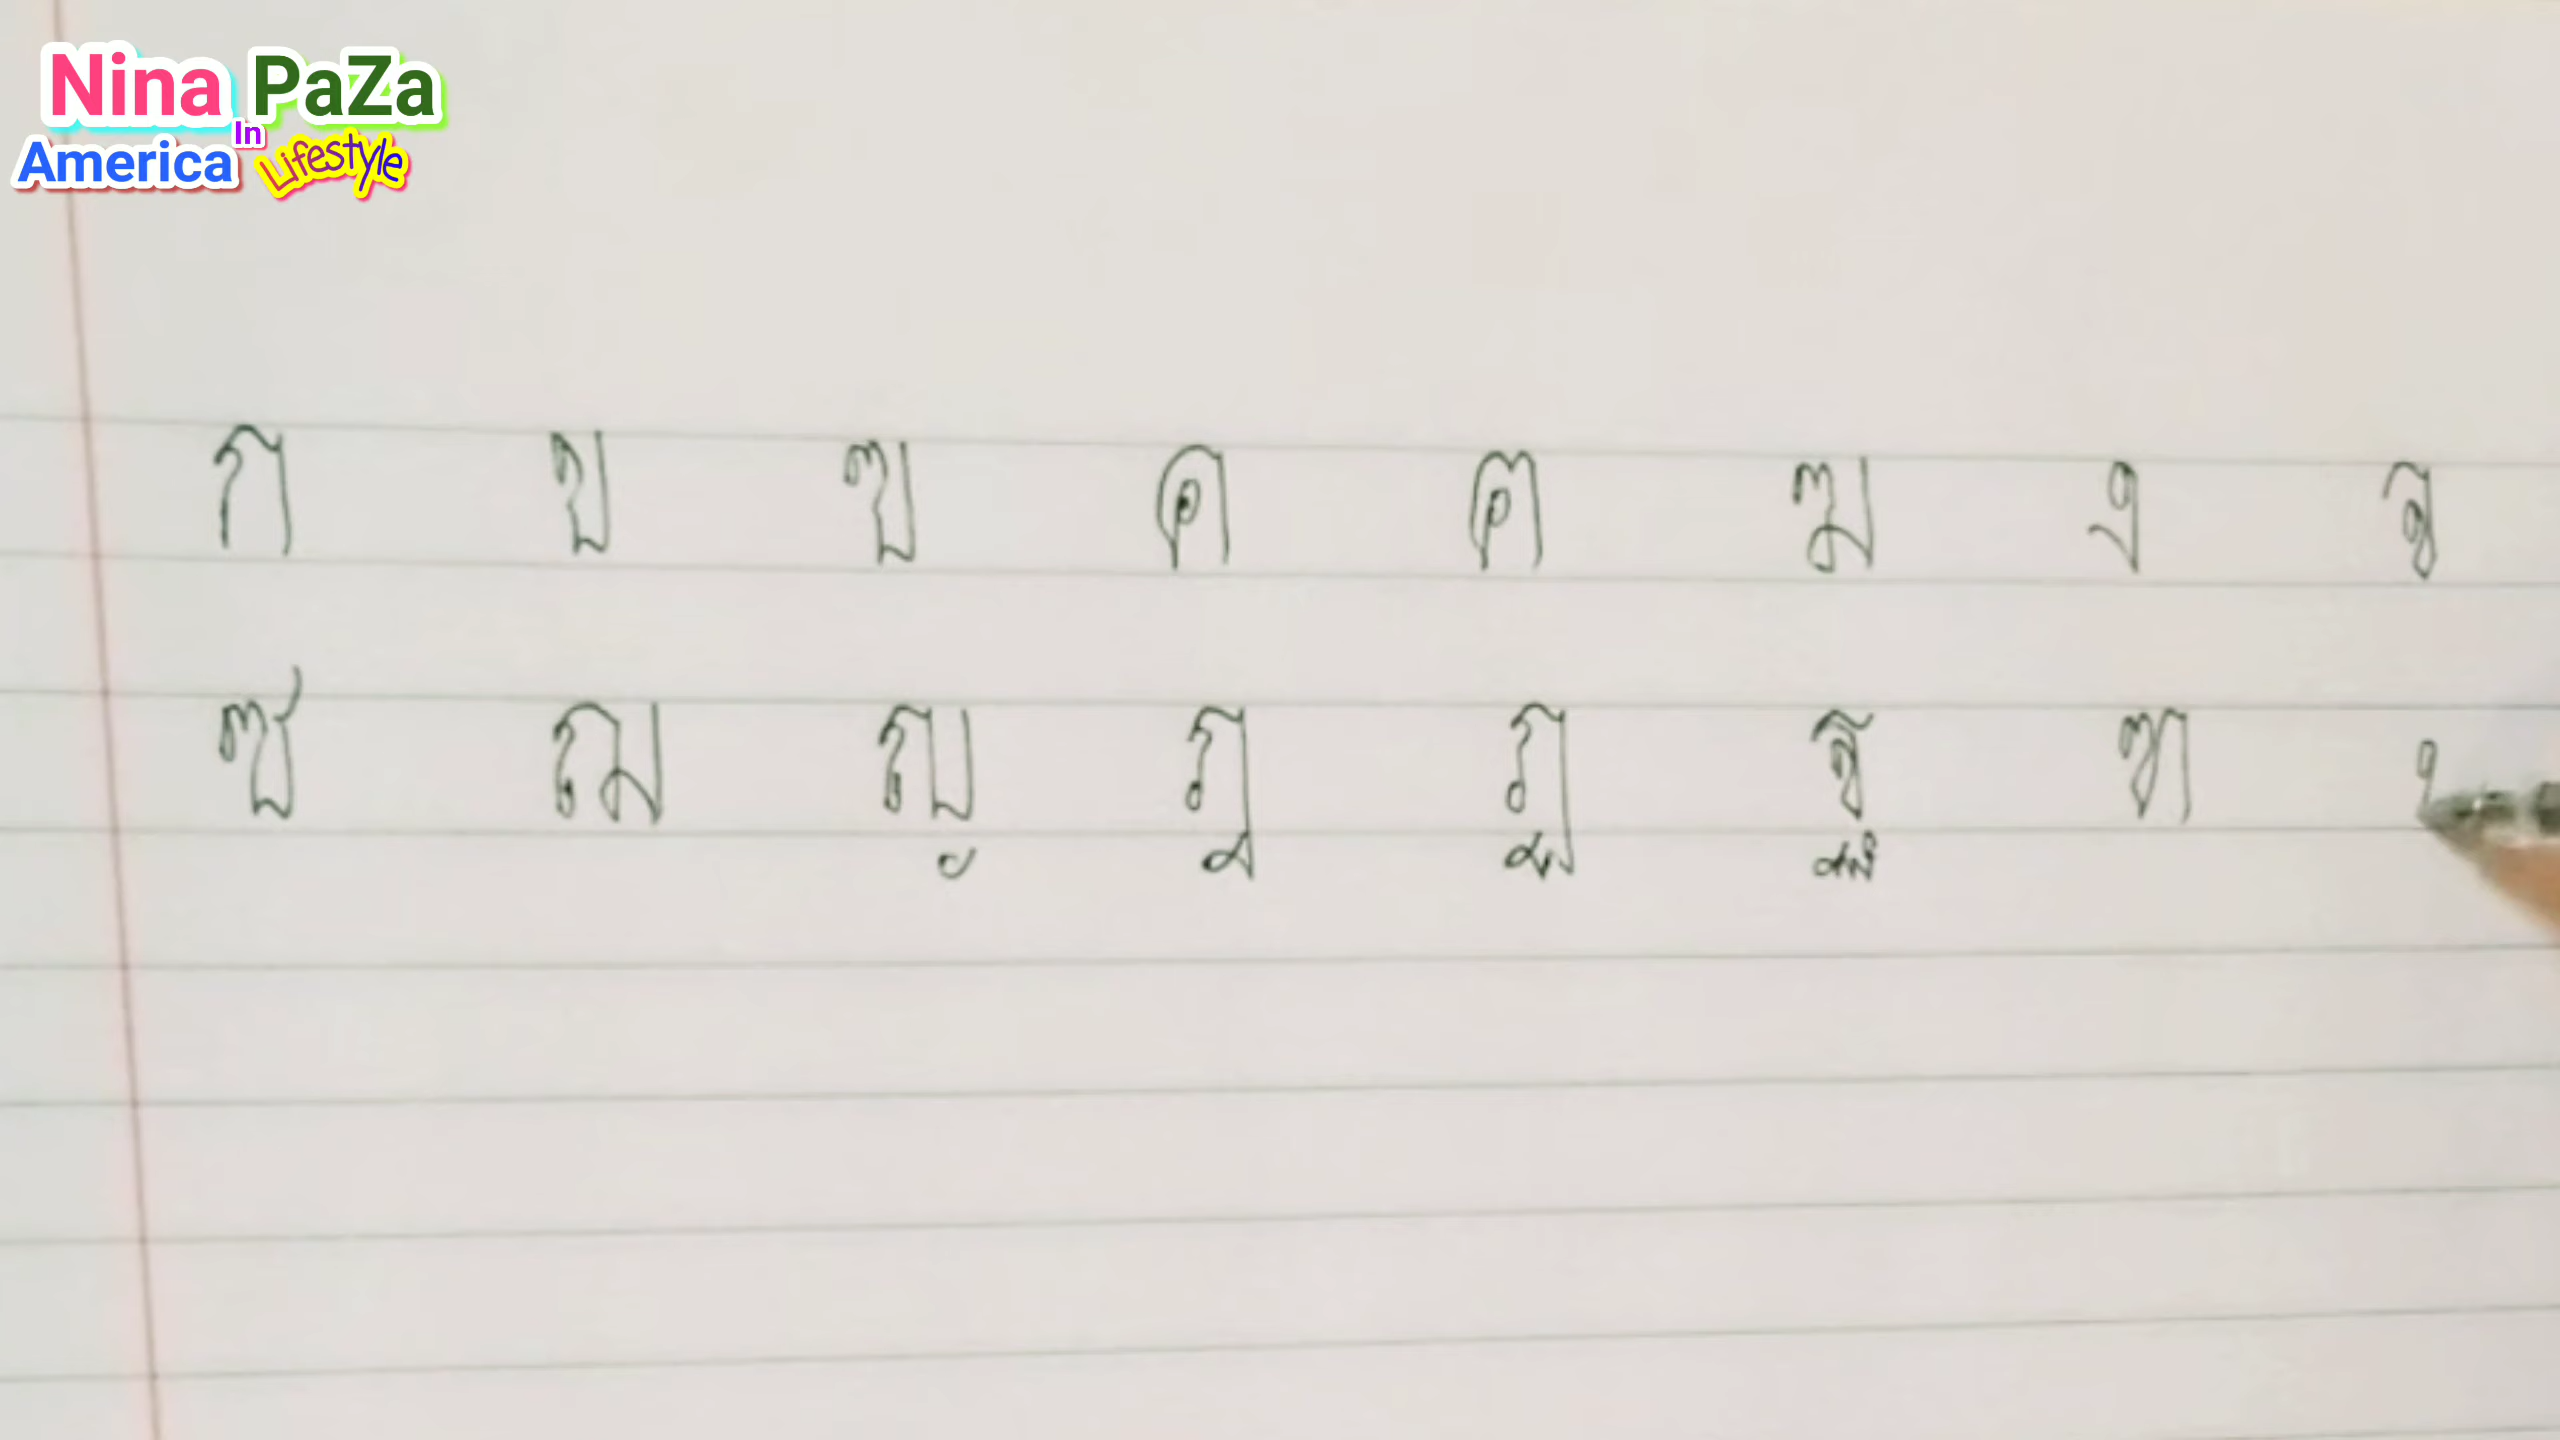 Nina PaZa
America In Lifestyle
ก ข ฃ ค ฅ ฆ ง จ
ซ ฌ ญ ฎ ฏ ฐ ฑ